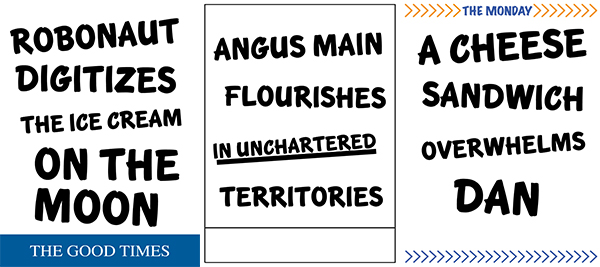 ROBONAUT
DIGITIZES
THE ICE CREAM
ON THE
MOON
THE GOOD TIMES
ANGUS MAIN
FLOURISHES
IN UNCHARTERED
TERRITORIES
THE MONDAY
A CHEESE
SANDWICH
OVERWHELMS
DAN